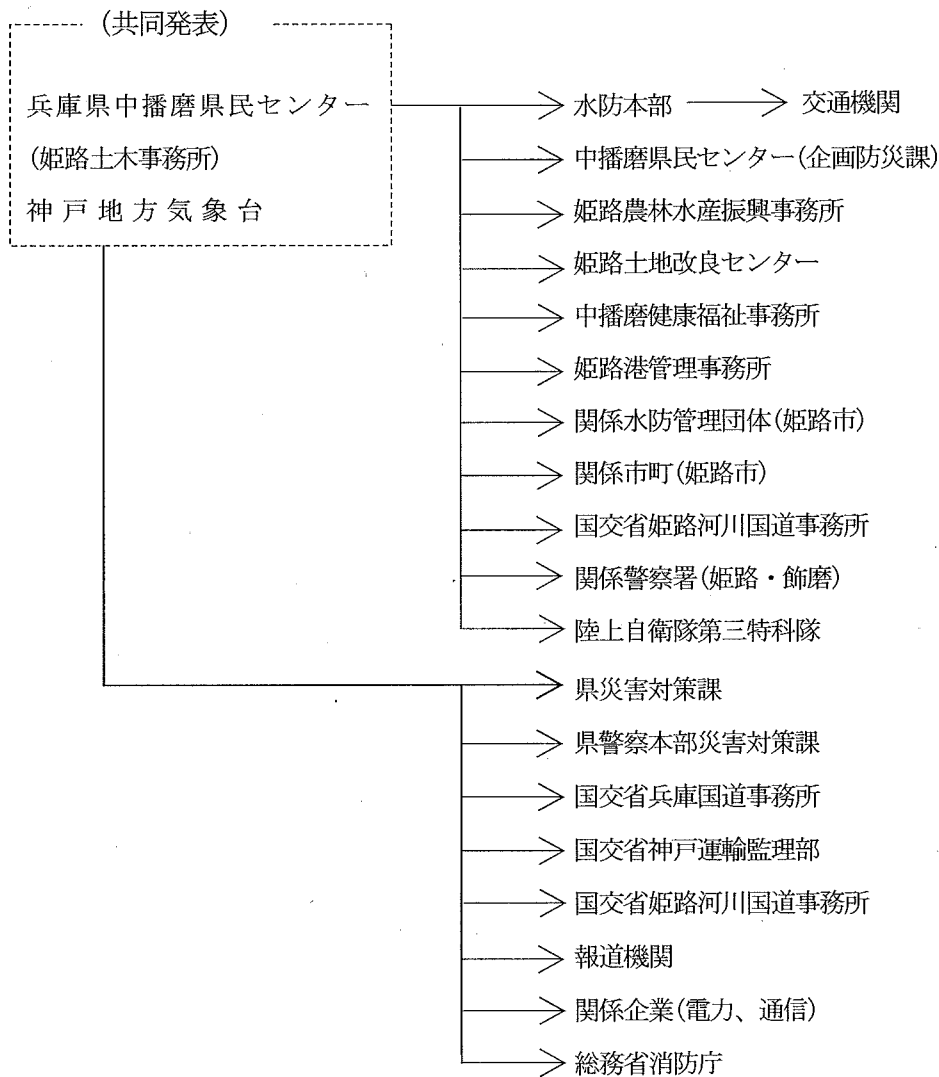 (共同発表)
兵庫県中播磨県民センター
(姫路土木事務所)
神戸地方気象台
水防本部
交通機関
中播磨県民センター(企画防災課)
姫路農林水産振興事務所
姫路土地改良センター
中播磨健康福祉事務所
姫路港管理事務所
関係水防管理団体(姫路市)
関係市町(姫路市)
国交省姫路河川国道事務所
関係警察署(姫路・飾磨)
陸上自衛隊第三特科隊
県災害対策課
県警察本部災害対策課
国交省兵庫国道事務所
国交省神戸運輸監理部
国交省姫路河川国道事務所
報道機関
関係企業(電力、通信)
総務省消防庁